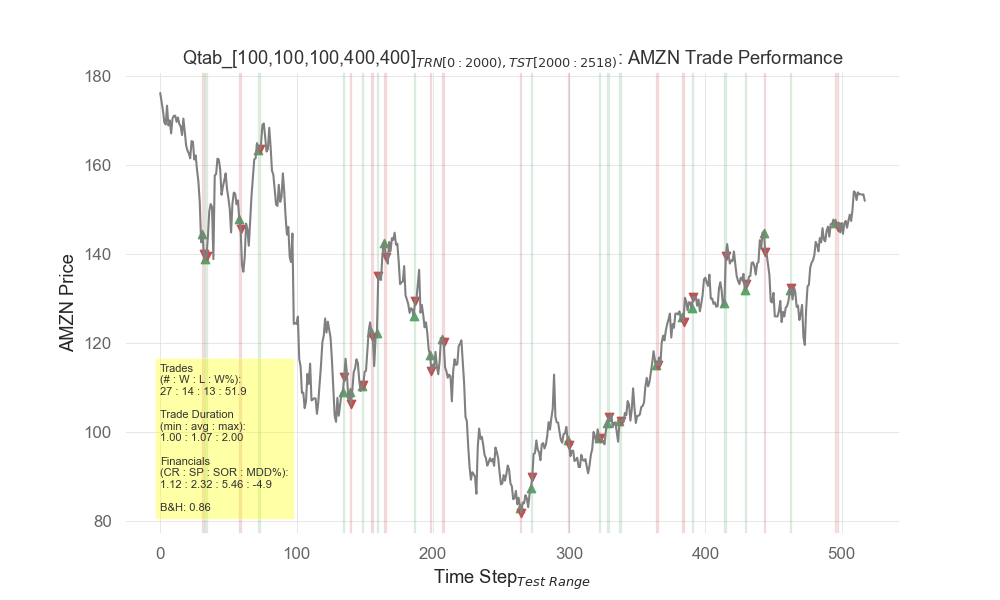 Qtab_[100,100,100,400,400]TRN[0 : 2000), TST[2000 : 2518): AMZN Trade Performance
180
160
140
120
100
80
AMZN Price
Trades
(# : W : L : W%):
27 : 14 : 13 : 51.9
Trade Duration
(min : avg : max):
1.00 : 1.07 : 2.00
Financials
(CR : SP : SOR : MDD%):
1.12 : 2.32 : 5.46 : -4.9
B&H: 0.86
0 100 200 300 400 500
Time StepTest Range